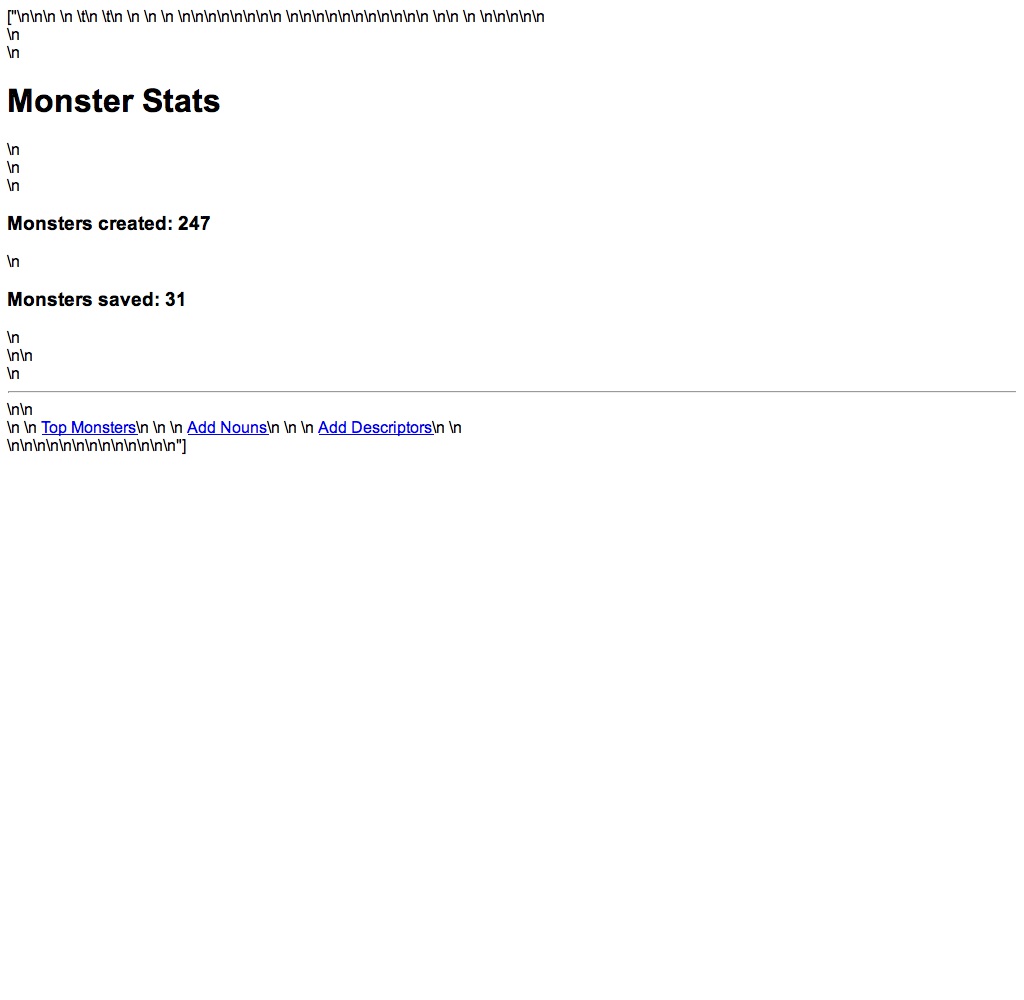 ["\n\n\n \n \t\n \t\n \n \n \n \n\n\n\n\n\n\n\n \n\n\n\n\n\n\n\n\n\n\n \n\n \n \n\n\n\n\n
\n
\n
Monster Stats
\n
\n
\n
Monsters created: 247
\n
Monsters saved: 31
\n
\n\n
\n
\n\n
\n \n Top Monsters\n \n \n Add Nouns\n \n \n Add Descriptors\n \n
\n\n\n\n\n\n\n\n\n\n\n\n\n"]